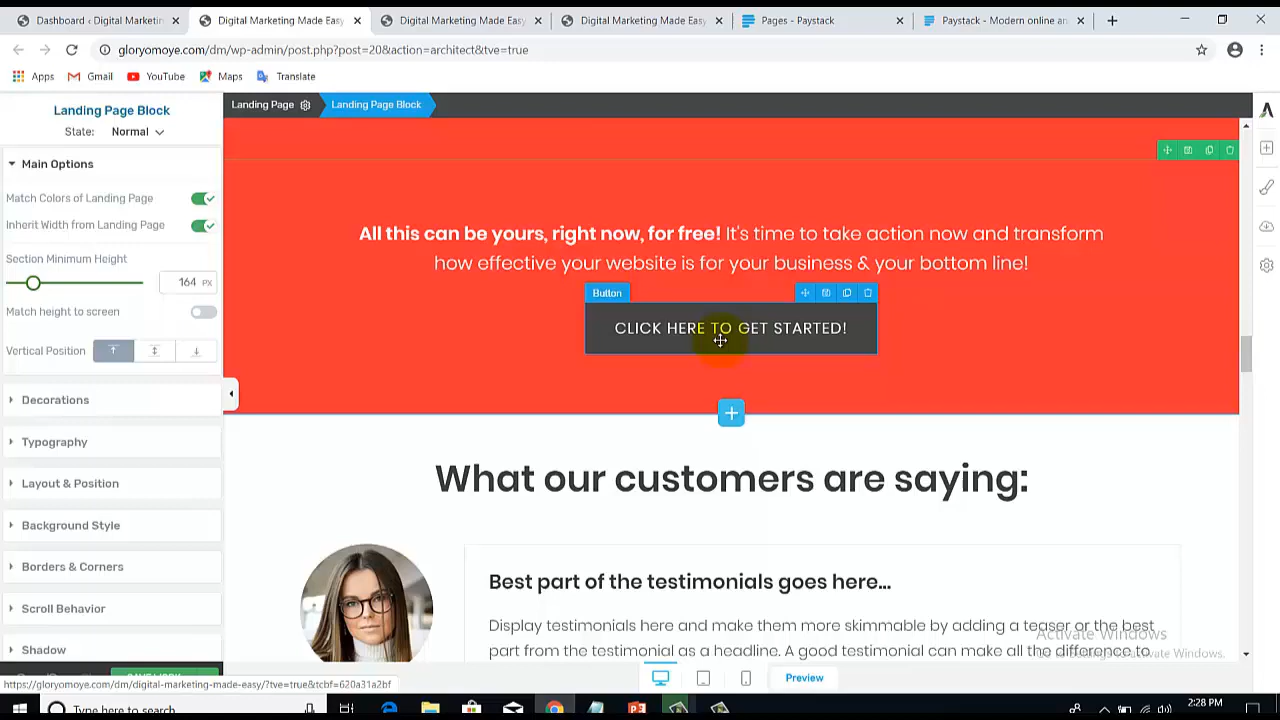 Dashboard ‹ Digital Marketin
Digital Marketing Made Easy
Digital Marketing Made Easy
Digital Marketing Made Easy
Pages - Paystack
Paystack - Modern online an
gloryomoye.com/dm/wp-admin/post.php?post=20&action=architect&tve=true
Apps
Gmail
YouTube
Maps
Translate
Landing Page Block
Landing Page
Landing Page Block
State:
Normal
Main Options
Match Colors of Landing Page
Inherit Width from Landing Page
Section Minimum Height
164 PX
Match height to screen
Vertical Position
Decorations
Typography
Layout & Position
Background Style
Borders & Corners
Scroll Behavior
Shadow
All this can be yours, right now, for free! It's time to take action now and transform
how effective your website is for your business & your bottom line!
Button
CLICK HERE TO GET STARTED!
What our customers are saying:
Best part of the testimonials goes here...
Display testimonials here and make them more skimmable by adding a teaser or the best
part from the testimonial as a headline. A good testimonial can make all the difference to
Activate Windows
Go to Settings to Activate Windows.
https://gloryomoye.com/dm/digital-marketing-made-easy/?tve=true&tcbf=620a31a2bf
Preview
Type here to search
2:28 PM